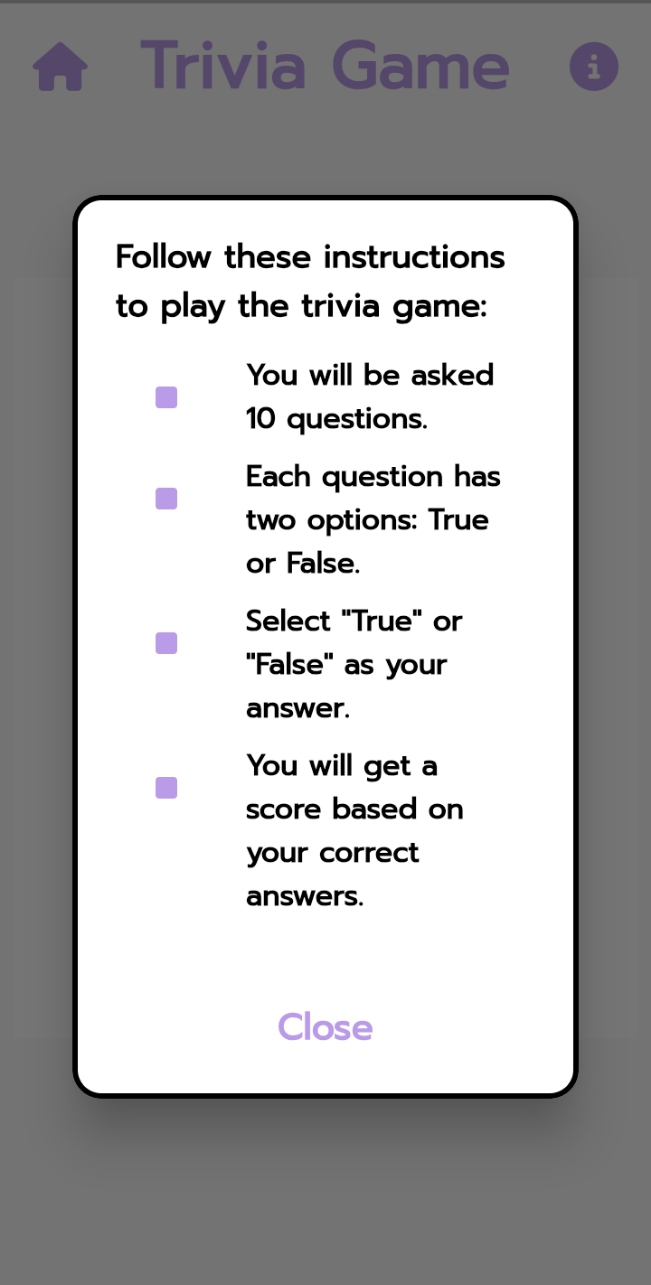 Trivia Game
Follow these instructions
to play the trivia game:
You will be asked
10 questions.
Each question has
two options: True
or False.
Select "True" or
"False" as your
answer.
You will get a
score based on
your correct
answers.
Close